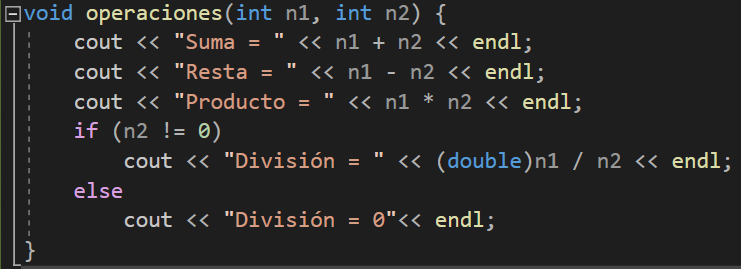 void operaciones(int n1, int n2) {
    cout << "Suma = " << n1 + n2 << endl;
    cout << "Resta = " << n1 - n2 << endl;
    cout << "Producto = " << n1 * n2 << endl;
    if (n2 != 0)
        cout << "División = " << (double)n1 / n2 << endl;
    else
        cout << "División = 0"<< endl;
}